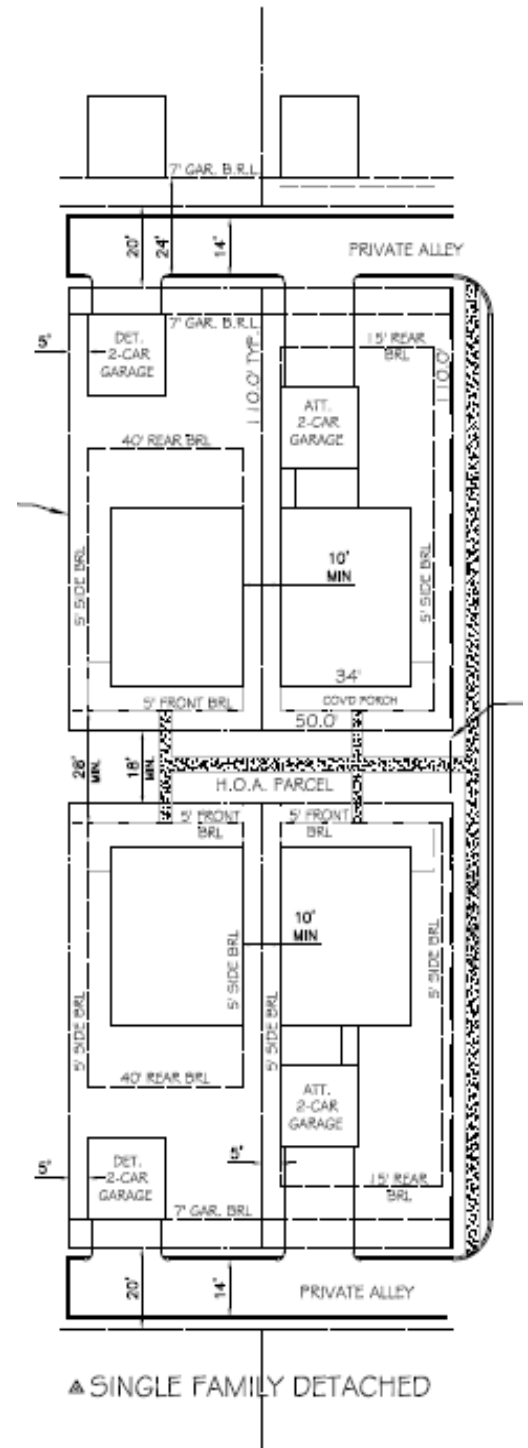 7' GAR. B.R.L.
20'
24'
14'
PRIVATE ALLEY
7' GAR. B.R.L.
5'
DET.
2-CAR
GARAGE
110.0' TYP.
15' REAR
BRL
110.0'
ATT.
2-CAR
GARAGE
40' REAR BRL
5' SIDE BRL
10'
MIN
5' SIDE BRL
34'
COV'D PORCH
5' FRONT BRL
50.0'
28'
MIN.
18'
MIN.
H.O.A. PARCEL
5' FRONT
BRL
5' FRONT
BRL
10'
MIN
5' SIDE BRL
5' SIDE BRL
5' SIDE BRL
5' SIDE BRL
40' REAR BRL
ATT.
2-CAR
GARAGE
DET.
2-CAR
GARAGE
5'
5'
15' REAR
BRL
7' GAR. BRL
20'
14'
PRIVATE ALLEY
SINGLE FAMILY DETACHED